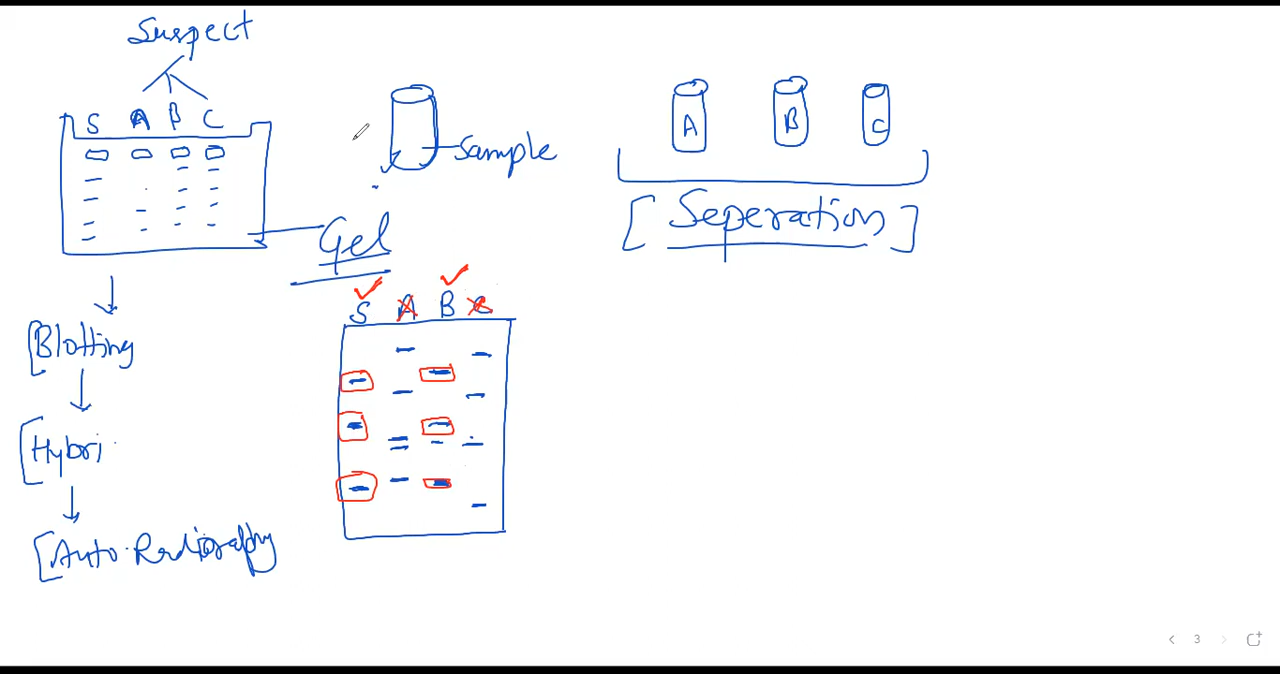 Suspect
S A B C
Sample
A B C
[ Seperation ]
Gel
S A B C
[Blotting
[Hybri
[Auto.Radiography
3